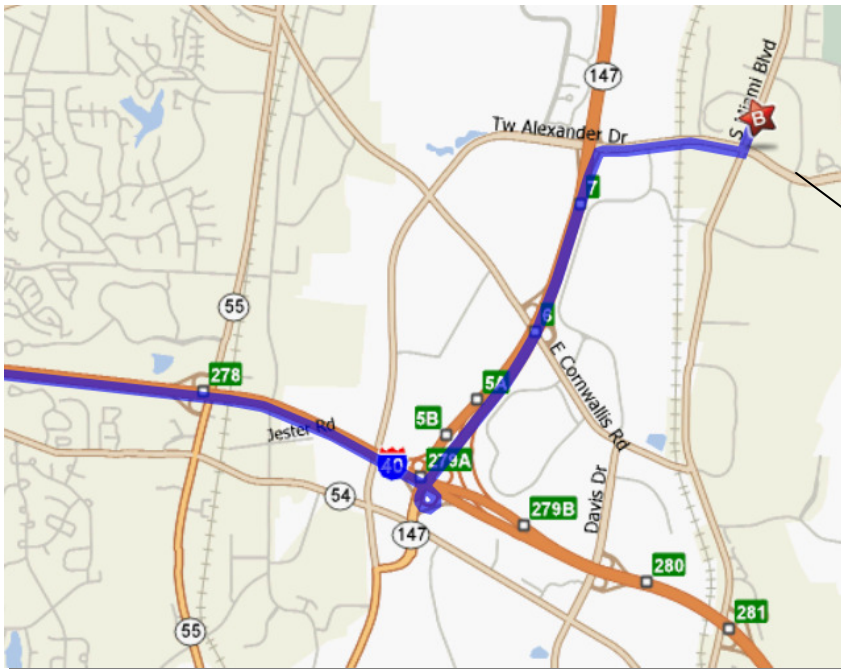 147
S. Miami Blvd
B
Tw Alexander Dr
7
55
6
E Cornwallis Rd
278
5A
5B
Jester Rd
40
279A
54
279B
147
Davis Dr
280
281
55